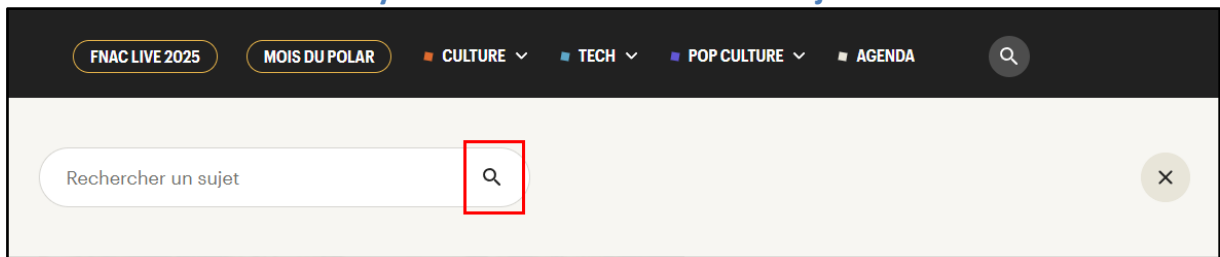 FNAC LIVE 2025 MOIS DU POLAR CULTURE TECH POP CULTURE AGENDA
Rechercher un sujet